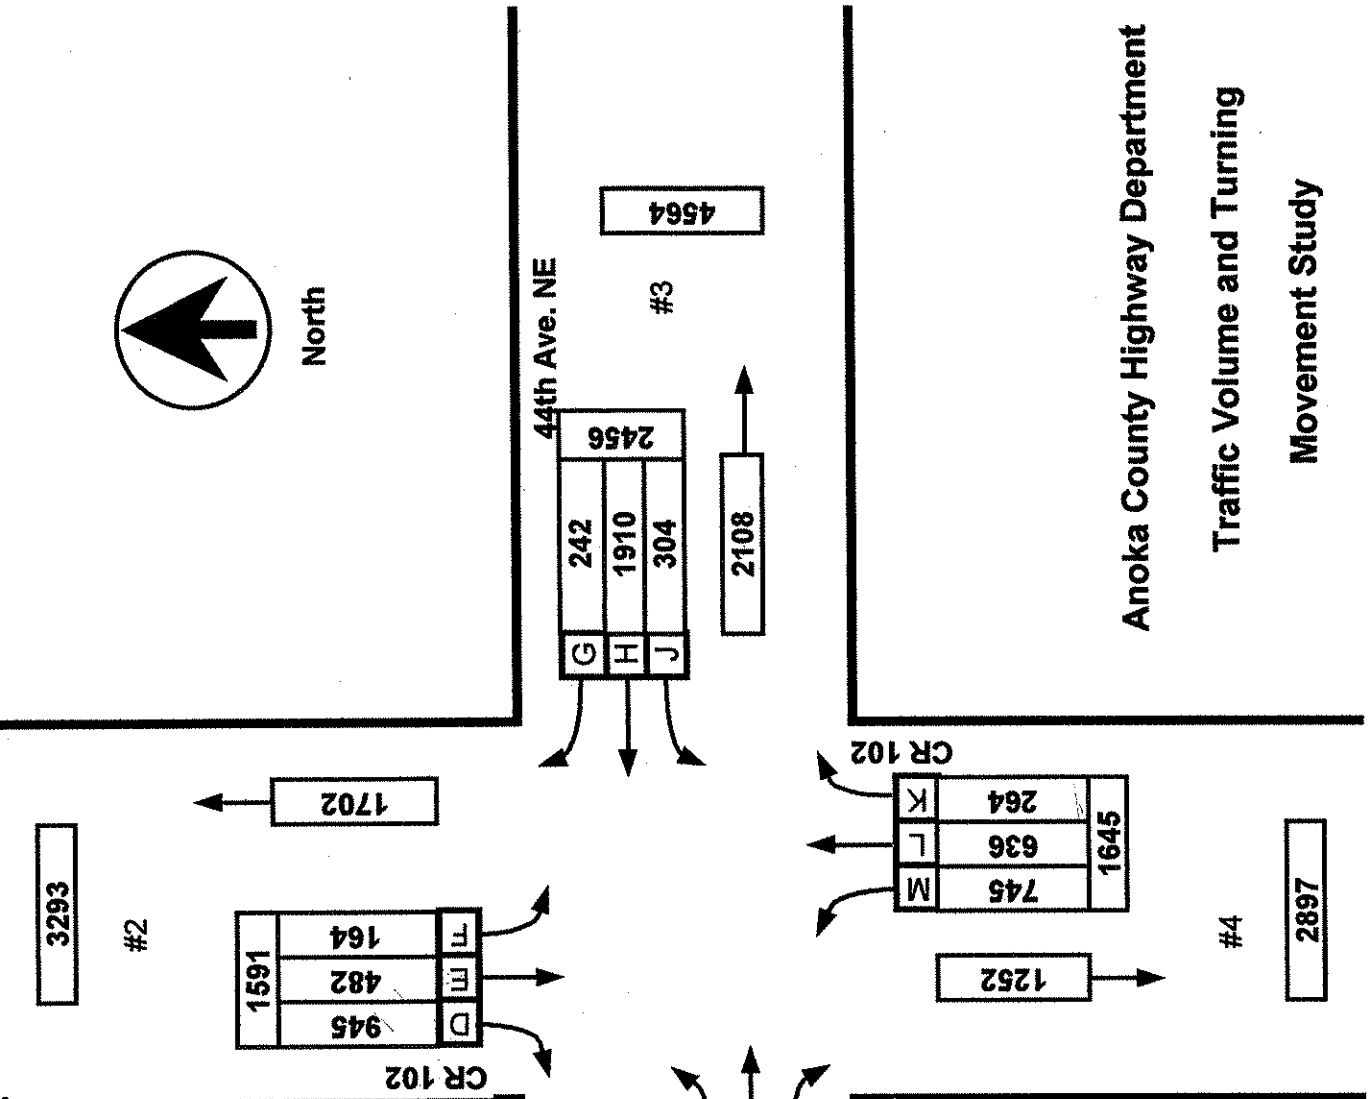 North
3293
#2
1702
1591
164
482
945
F
E
D
CR 102
44th Ave. NE
#3
4564
2456
242
1910
304
G
H
J
2108
CR 102
K
L
M
264
636
745
1645
1252
#4
2897
Anoka County Highway Department
Traffic Volume and Turning
Movement Study